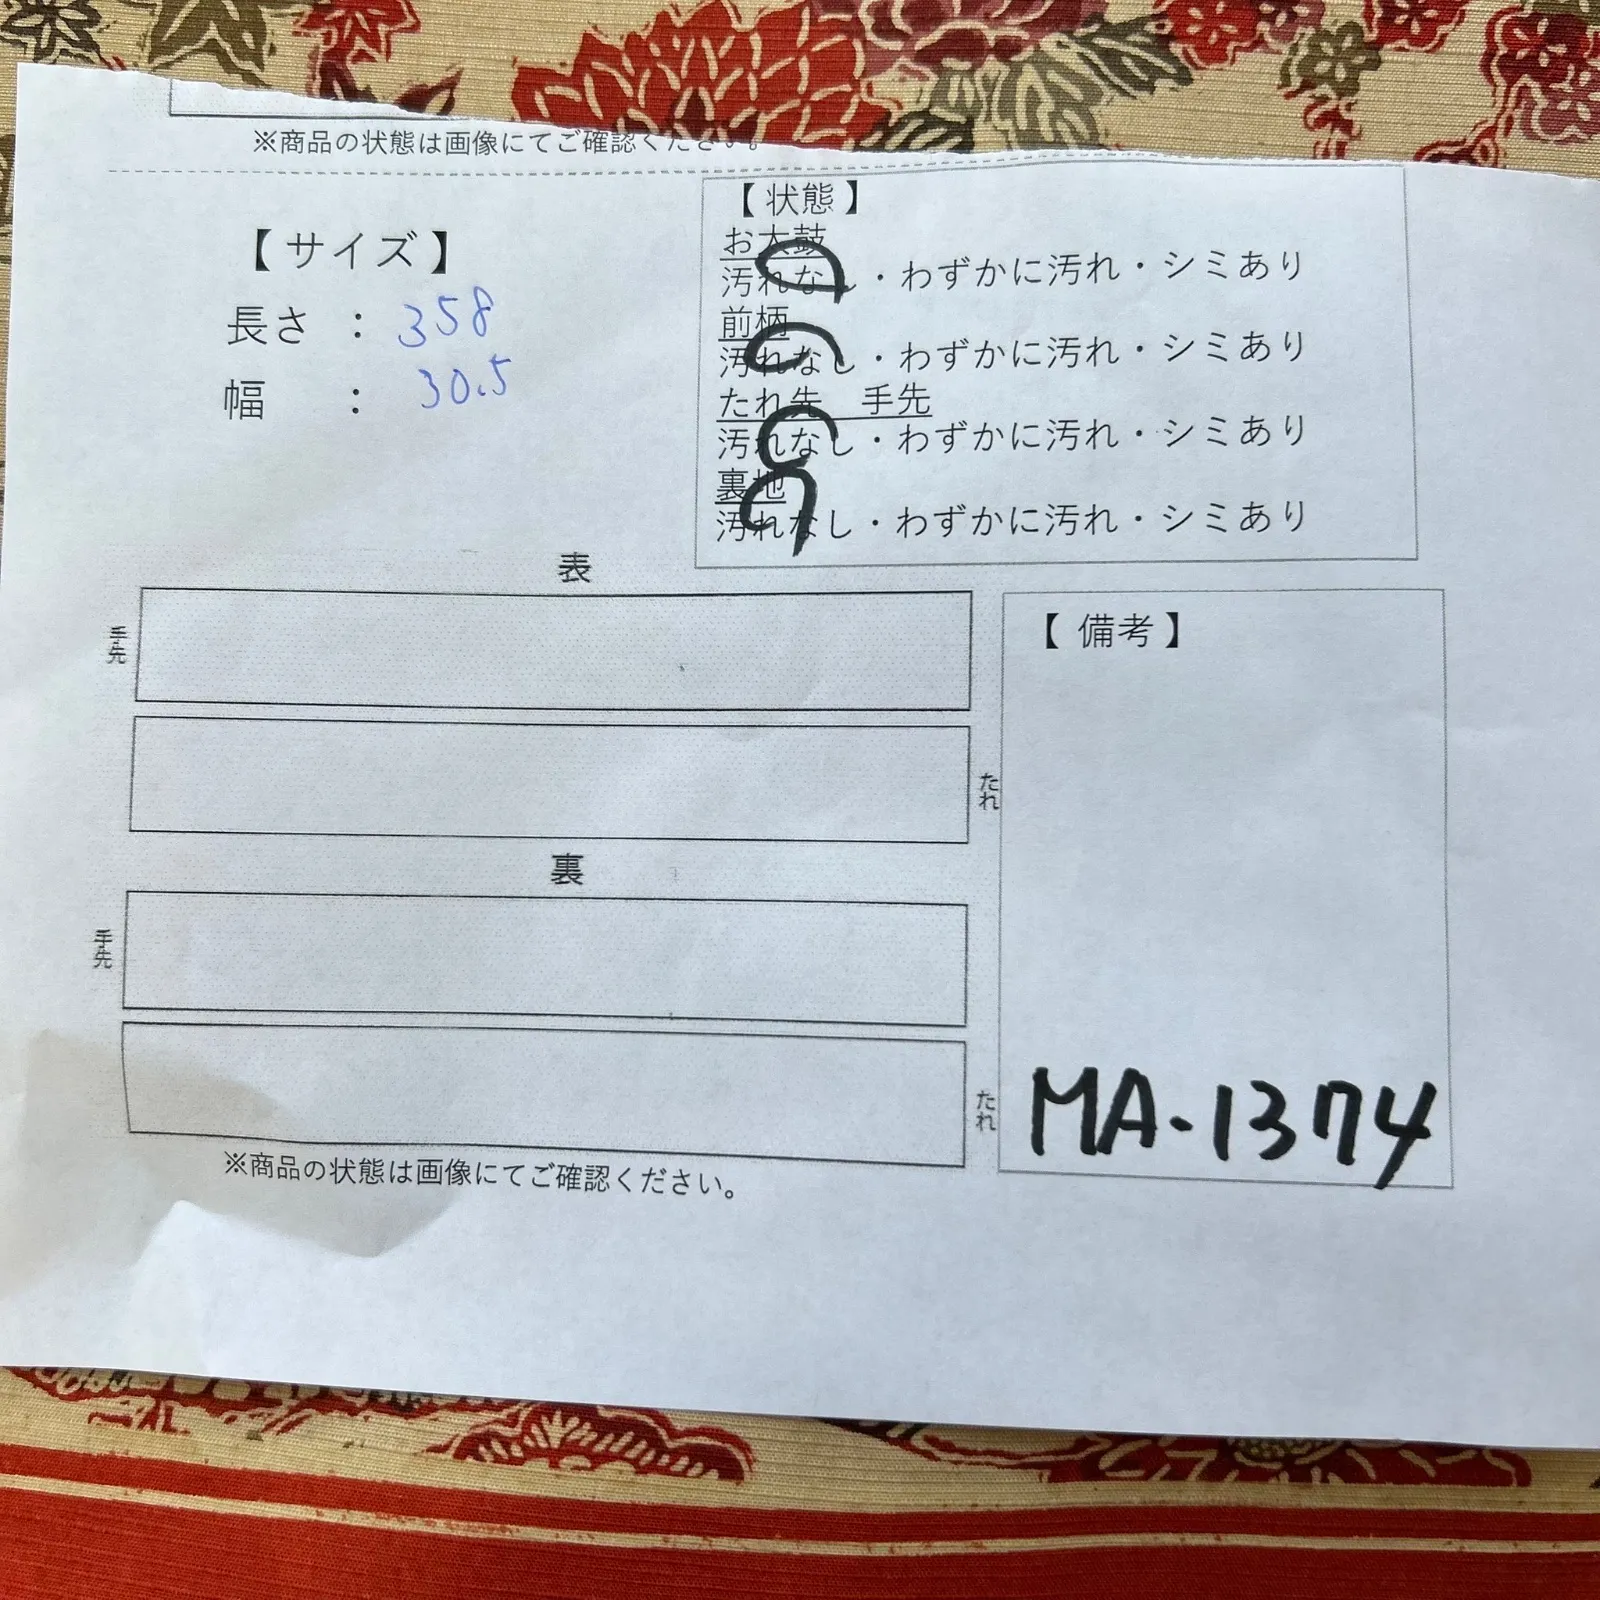 ※商品の状態は画像にてご確認ください。
【サイズ】
長さ ： 358
幅 ： 30.5
【状態】
お太鼓
汚れなし・わずかに汚れ・シミあり
前柄
汚れなし・わずかに汚れ・シミあり
たれ先 手先
汚れなし・わずかに汚れ・シミあり
裏地
汚れなし・わずかに汚れ・シミあり
表
手先
たれ
裏
手先
たれ
※商品の状態は画像にてご確認ください。
【備考】
MA-1374